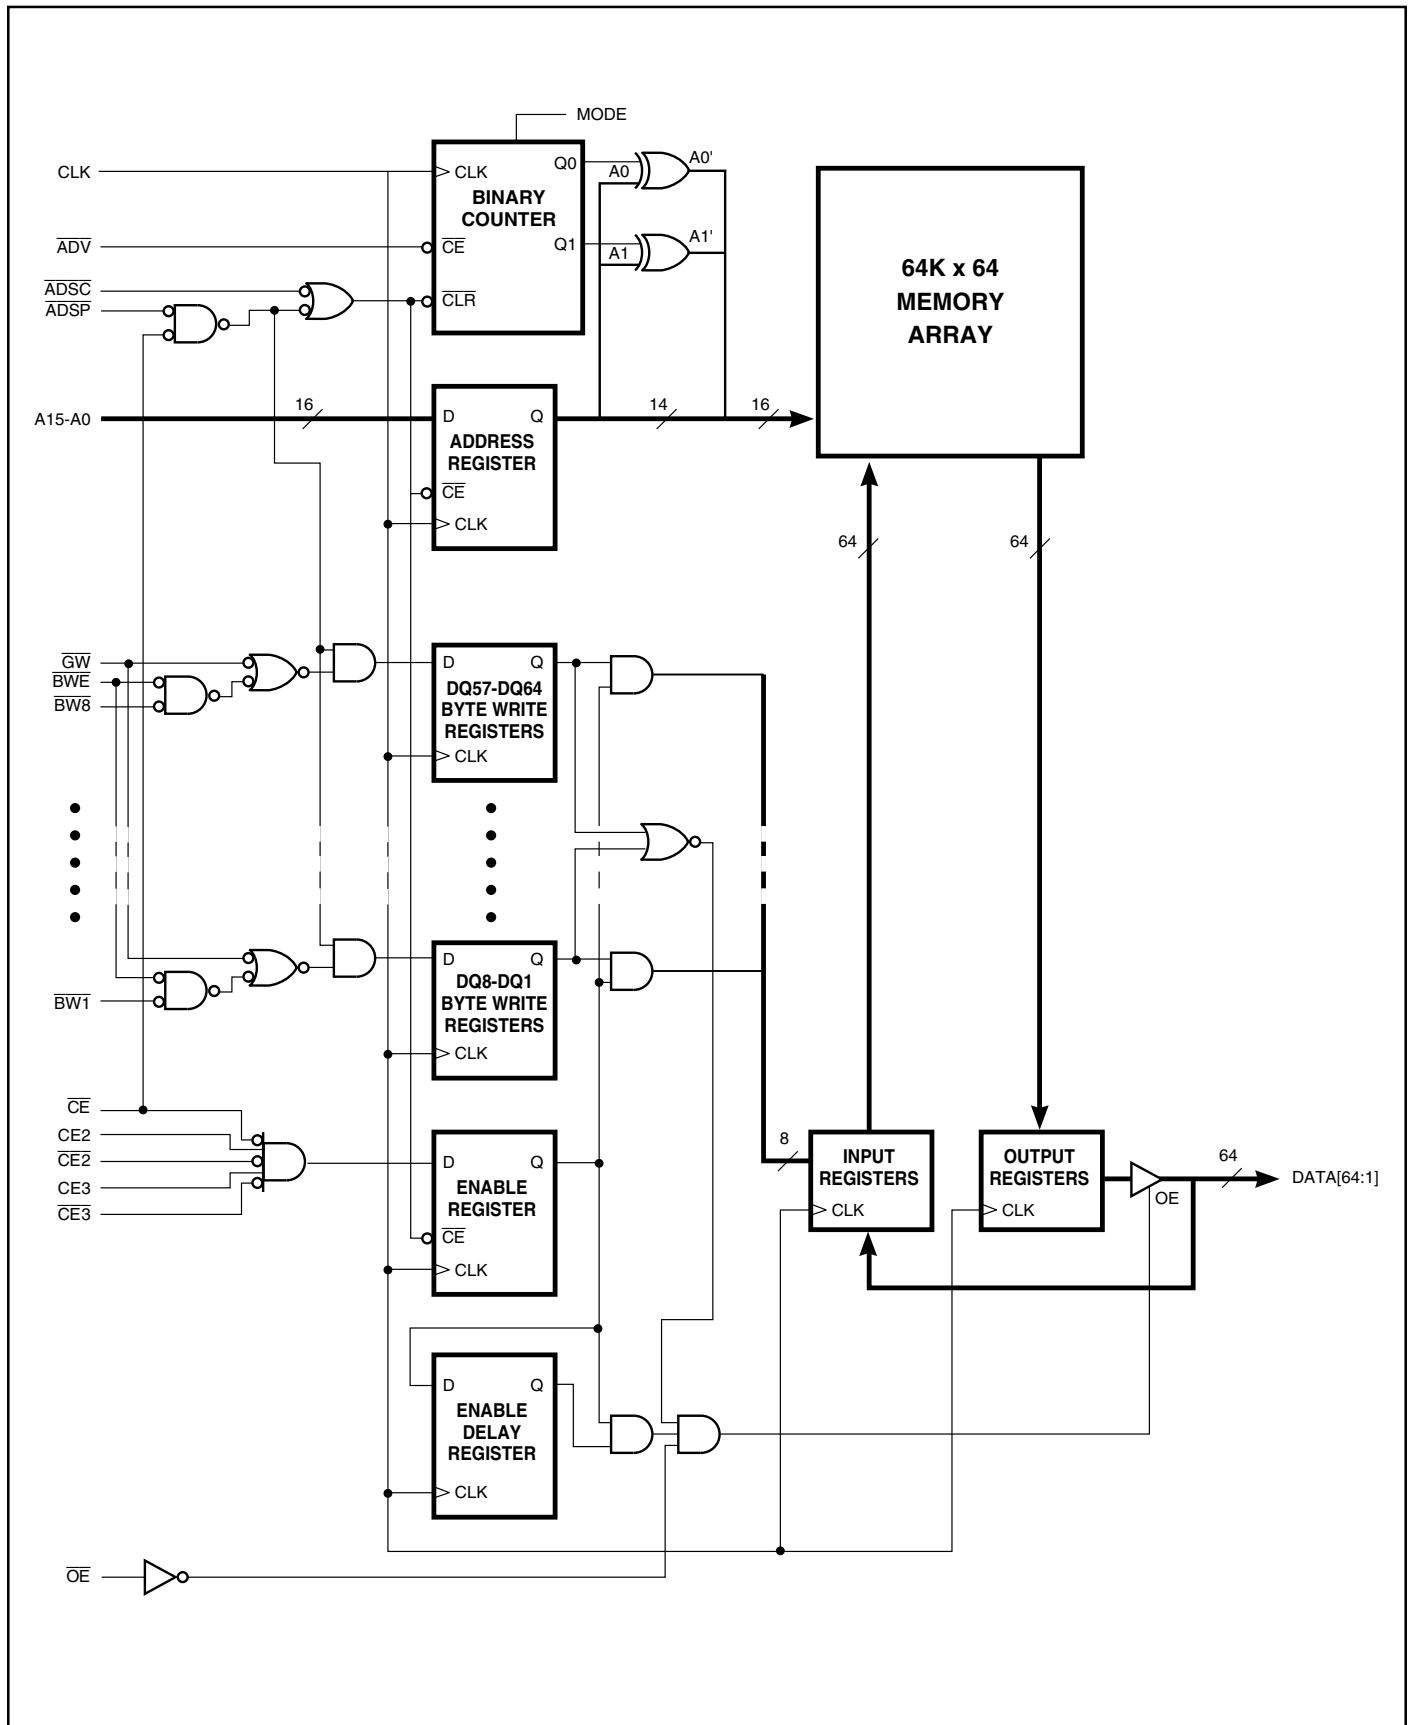 MODE
CLK
CLK
Q0
A0
A0'
BINARY
COUNTER
ADV
CE
Q1
A1
A1'
ADSC
ADSP
CLR
64K x 64
MEMORY
ARRAY
A15-A0
16
D
Q
14
16
ADDRESS
REGISTER
CE
CLK
64
64
GW
BWE
BW8
D
Q
DQ57-DQ64
BYTE WRITE
REGISTERS
CLK
BW1
D
Q
DQ8-DQ1
BYTE WRITE
REGISTERS
CLK
CE
CE2
CE2
CE3
CE3
D
Q
ENABLE
REGISTER
CE
CLK
8
INPUT
REGISTERS
CLK
OUTPUT
REGISTERS
CLK
OE
64
DATA[64:1]
D
Q
ENABLE
DELAY
REGISTER
CLK
OE